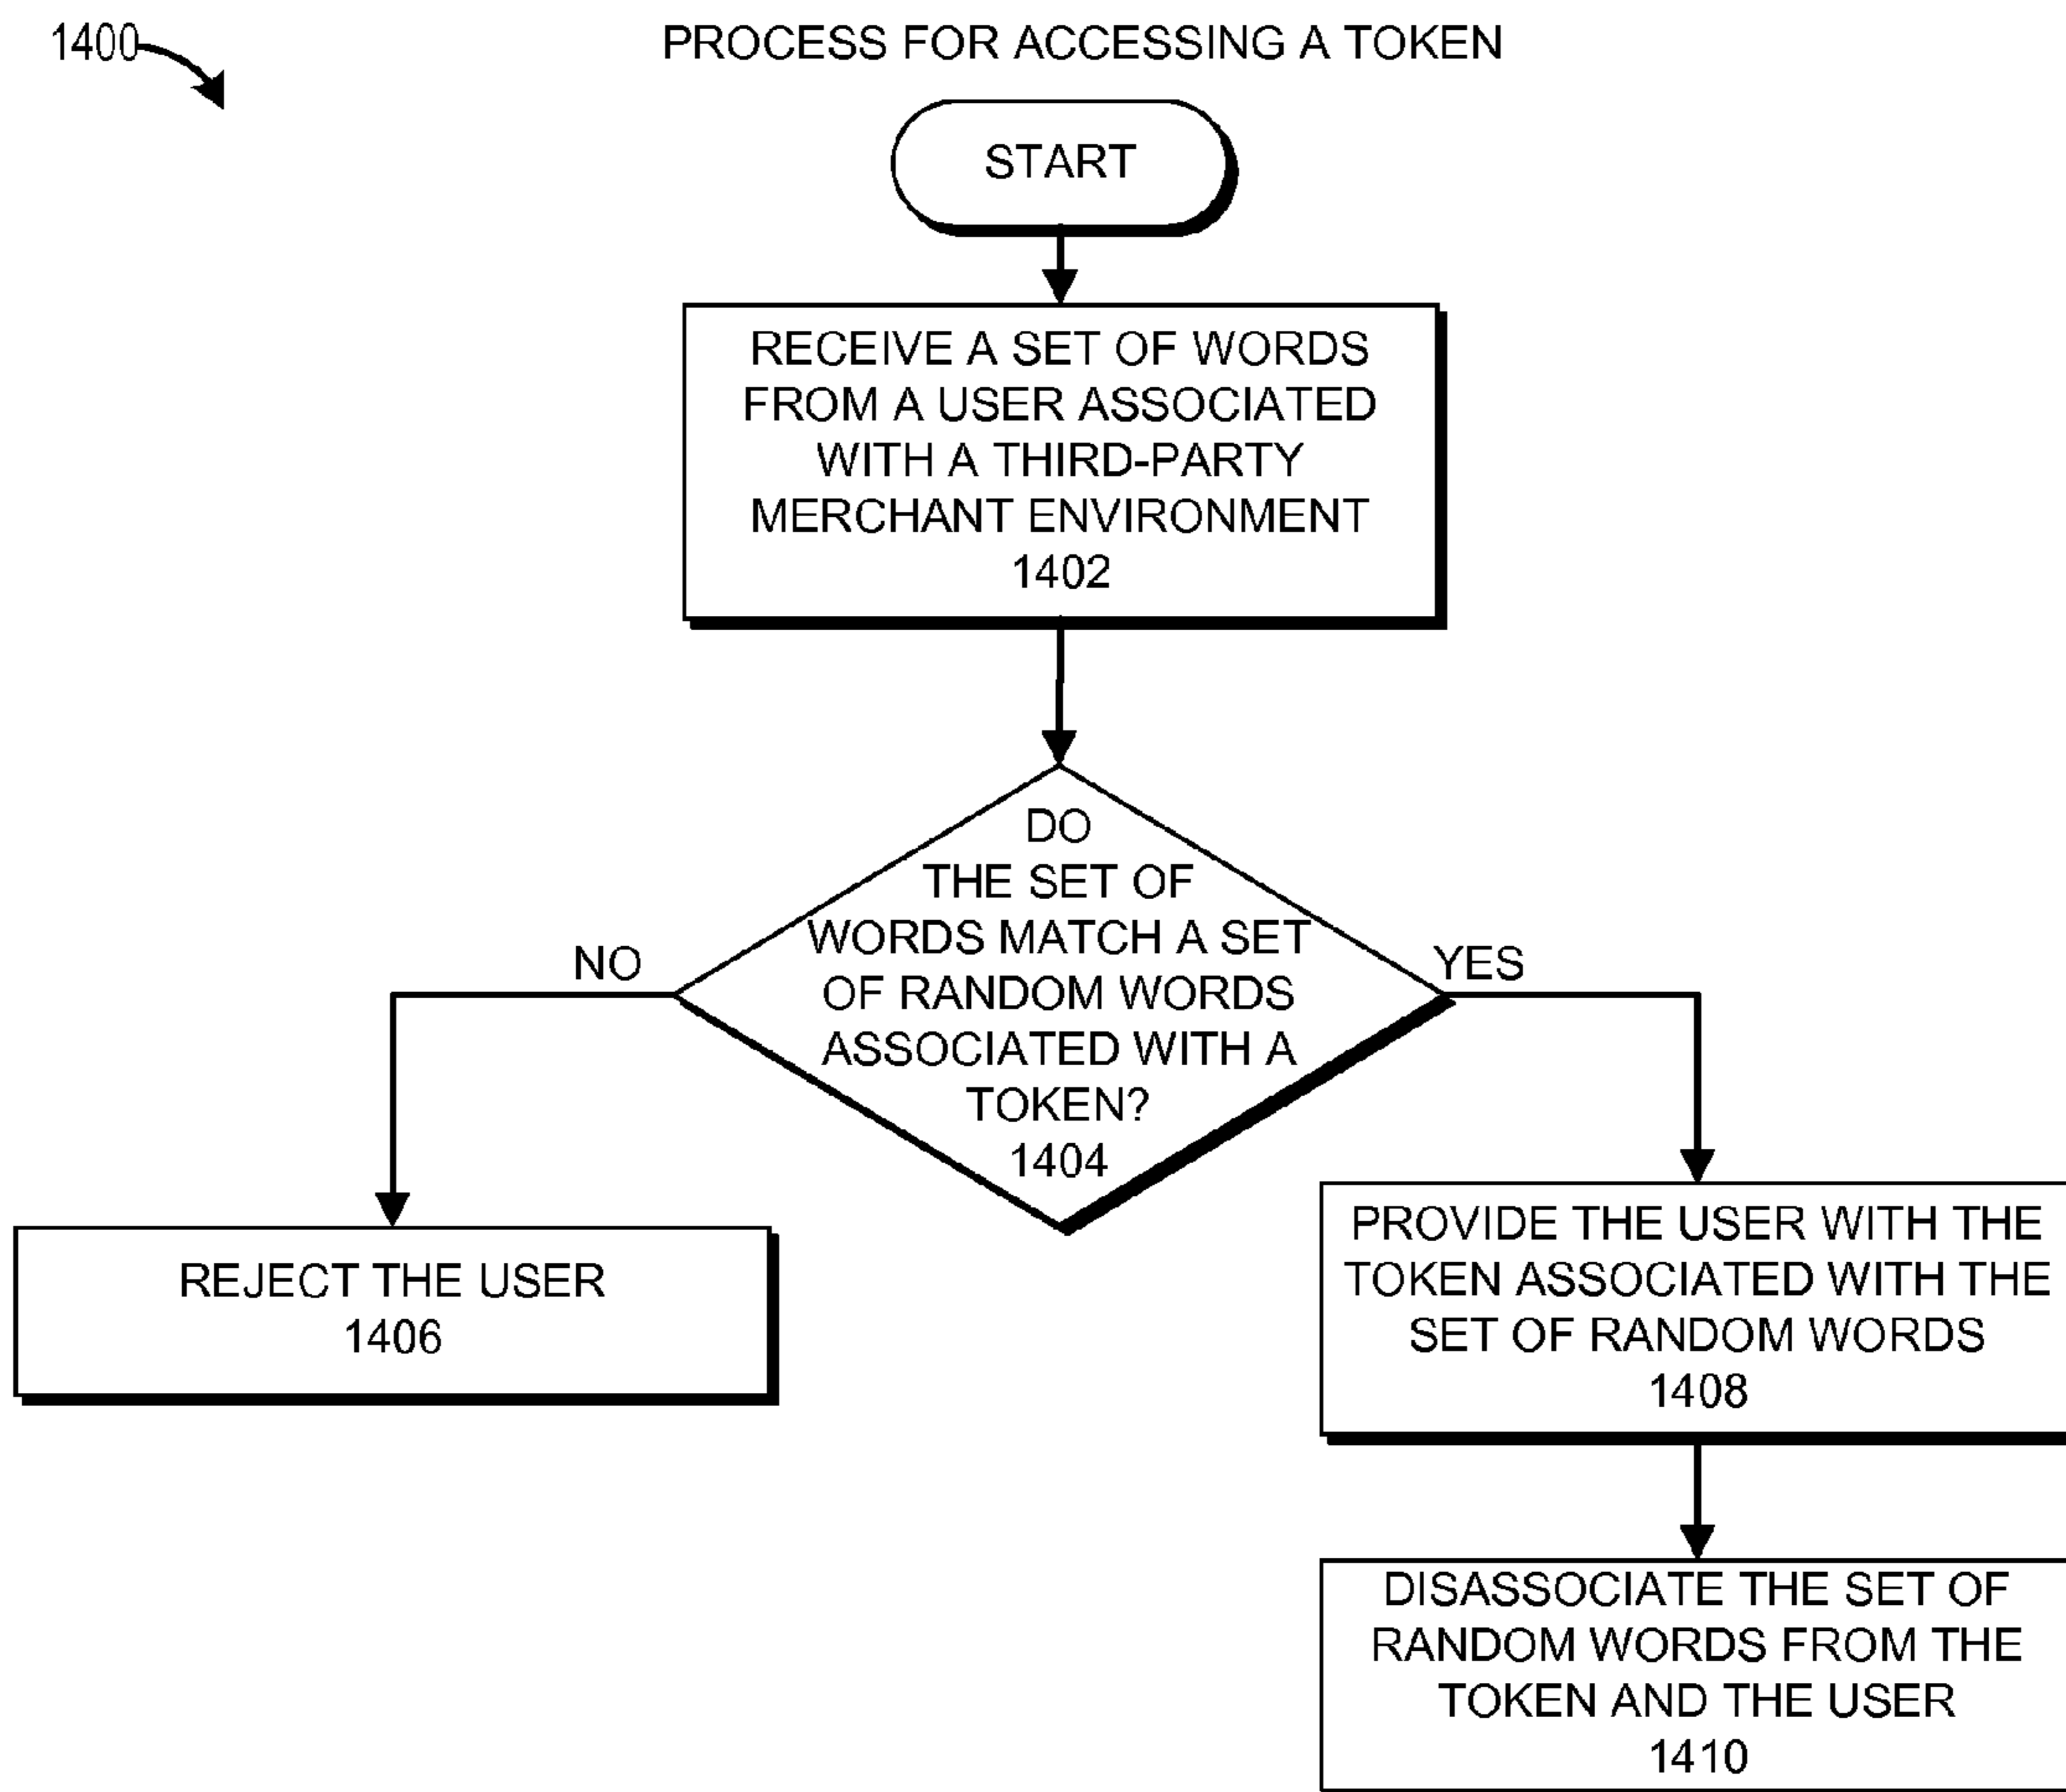 1400
PROCESS FOR ACCESSING A TOKEN
START
RECEIVE A SET OF WORDS
FROM A USER ASSOCIATED
WITH A THIRD-PARTY
MERCHANT ENVIRONMENT
1402
DO
THE SET OF
WORDS MATCH A SET
OF RANDOM WORDS
ASSOCIATED WITH A
TOKEN?
1404
NO
YES
REJECT THE USER
1406
PROVIDE THE USER WITH THE
TOKEN ASSOCIATED WITH THE
SET OF RANDOM WORDS
1408
DISASSOCIATE THE SET OF
RANDOM WORDS FROM THE
TOKEN AND THE USER
1410